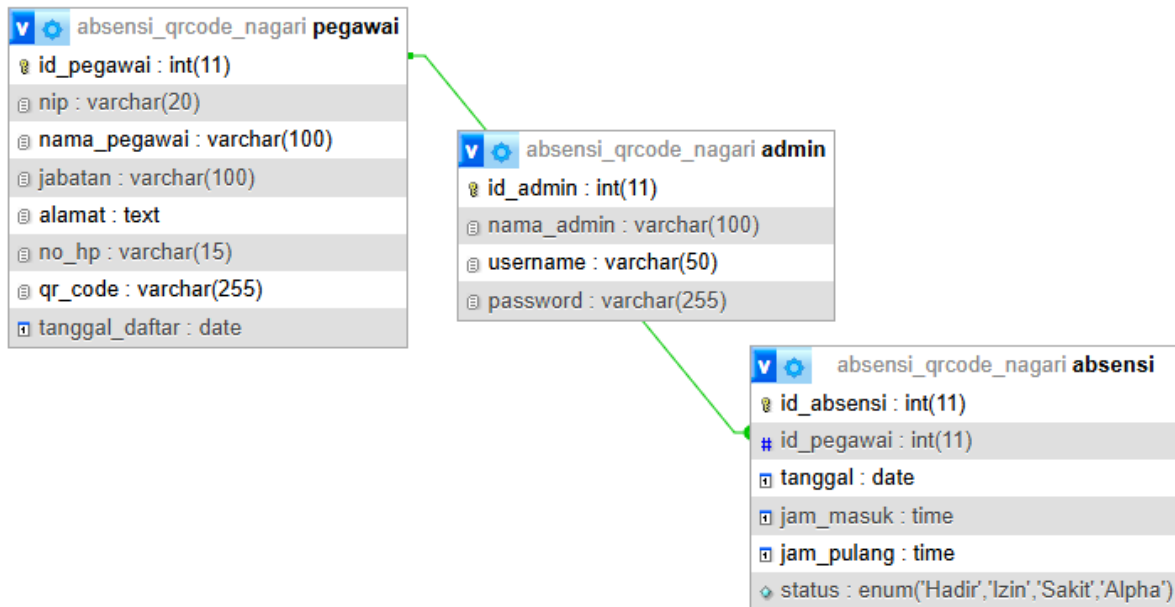 absensi_qrcode_nagari pegawai
id_pegawai : int(11)
nip : varchar(20)
nama_pegawai : varchar(100)
jabatan : varchar(100)
alamat : text
no_hp : varchar(15)
qr_code : varchar(255)
tanggal_daftar : date
absensi_qrcode_nagari admin
id_admin : int(11)
nama_admin : varchar(100)
username : varchar(50)
password : varchar(255)
absensi_qrcode_nagari absensi
id_absensi : int(11)
# id_pegawai : int(11)
tanggal : date
jam_masuk : time
jam_pulang : time
status : enum('Hadir','Izin','Sakit','Alpha')